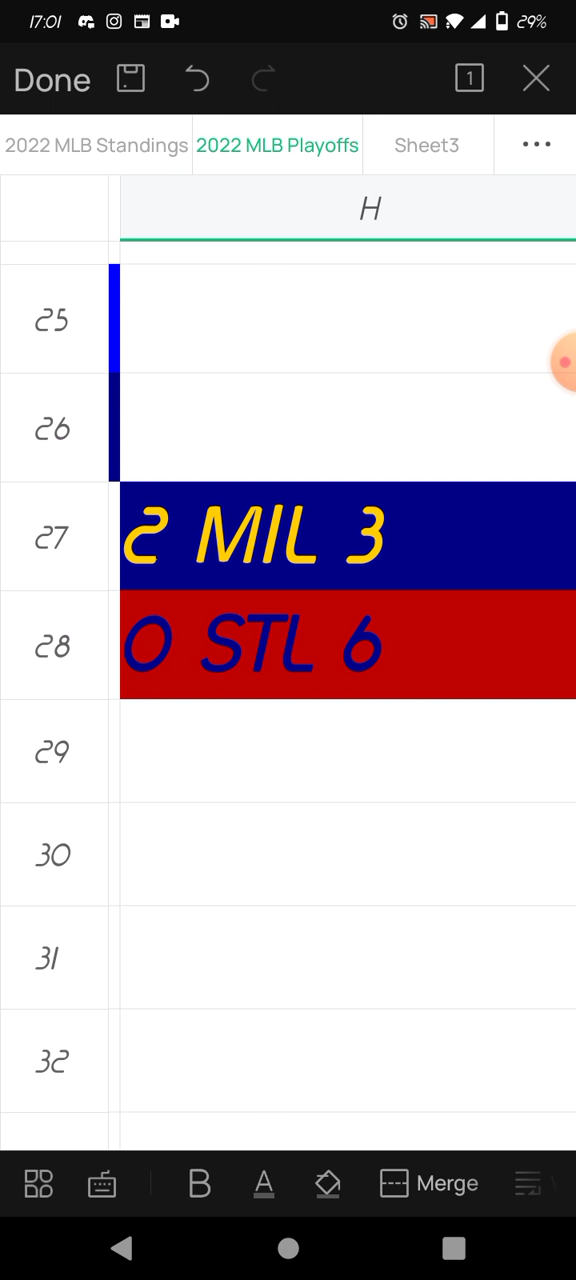 17:01 29%
Done 1
2022 MLB Standings 2022 MLB Playoffs Sheet3
H
25
26
27 2 MIL 3
28 0 STL 6
29
30
31
32
B A Merge